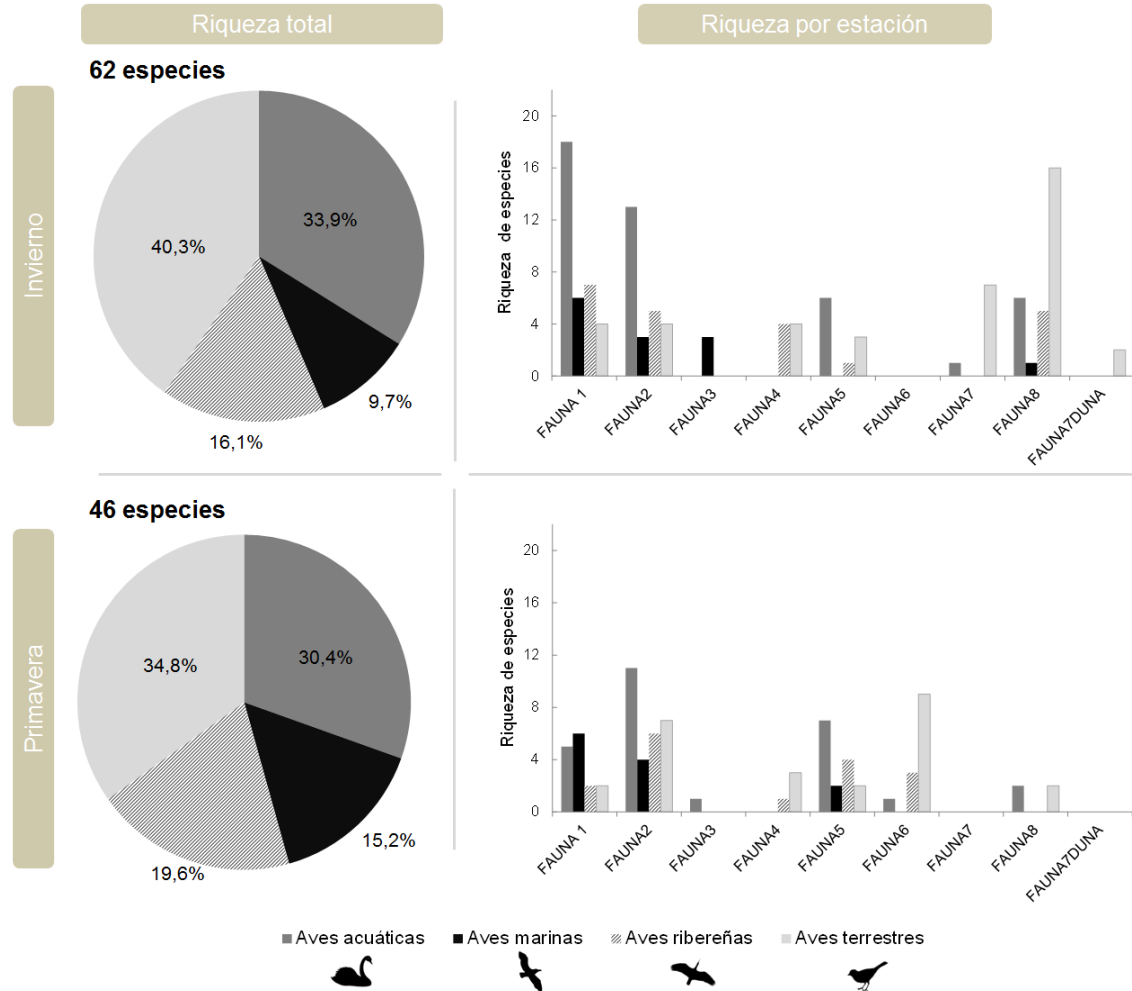 Riqueza total
Riqueza por estación
Invierno
62 especies
33,9%
9,7%
16,1%
40,3%
Riqueza de especies
20
16
12
8
4
0
FAUNA 1
FAUNA2
FAUNA3
FAUNA4
FAUNA5
FAUNA6
FAUNA7
FAUNA8
FAUNA7DUNA
Primavera
46 especies
30,4%
15,2%
19,6%
34,8%
Riqueza de especies
20
16
12
8
4
0
FAUNA 1
FAUNA2
FAUNA3
FAUNA4
FAUNA5
FAUNA6
FAUNA7
FAUNA8
FAUNA7DUNA
Aves acuáticas Aves marinas Aves ribereñas Aves terrestres